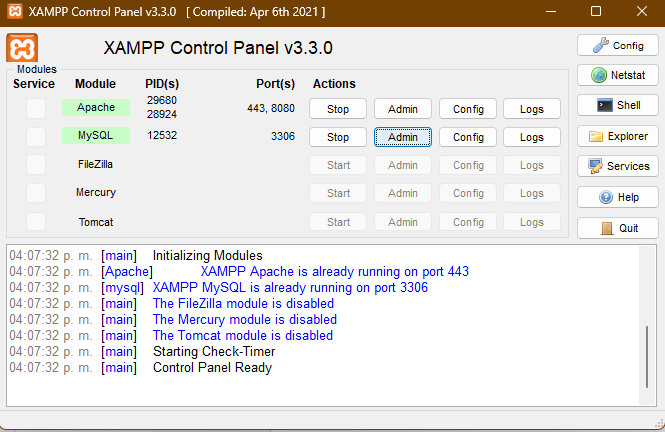 XAMPP Control Panel v3.3.0 [ Compiled: Apr 6th 2021 ]
XAMPP Control Panel v3.3.0
Config
Modules
Service Module PID(s) Port(s) Actions
Netstat
Apache 29680 28924 443, 8080 Stop Admin Config Logs
Shell
MySQL 12532 3306 Stop Admin Config Logs
Explorer
FileZilla Start Admin Config Logs
Services
Mercury Start Admin Config Logs
Help
Tomcat Start Admin Config Logs
Quit
04:07:32 p. m. [main] Initializing Modules
04:07:32 p. m. [Apache] XAMPP Apache is already running on port 443
04:07:32 p. m. [mysql] XAMPP MySQL is already running on port 3306
04:07:32 p. m. [main] The FileZilla module is disabled
04:07:32 p. m. [main] The Mercury module is disabled
04:07:32 p. m. [main] The Tomcat module is disabled
04:07:32 p. m. [main] Starting Check-Timer
04:07:32 p. m. [main] Control Panel Ready